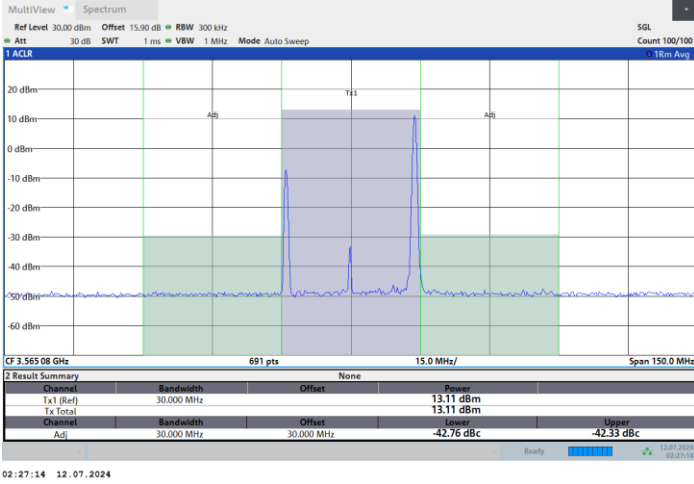 MultiView Spectrum
Ref Level 30.00 dBm Offset 15.90 dB RBW 300 kHz SGL
Att 30 dB SWT 1 ms VBW 1 MHz Mode Auto Sweep Count 100/100
1 ACLR 1Rm Avg
Tx1
Adj Adj
20 dBm
10 dBm
0 dBm
-10 dBm
-20 dBm
-30 dBm
-40 dBm
-50 dBm
-60 dBm
CF 3.565 08 GHz 691 pts 15.0 MHz/ Span 150.0 MHz
2 Result Summary None
Channel Bandwidth Offset Power
Tx1 (Ref) 30.000 MHz 13.11 dBm
Tx Total 13.11 dBm
Channel Bandwidth Offset Lower Upper
Adj 30.000 MHz 30.000 MHz -42.76 dBc -42.33 dBc
Ready 12.07.2024
02:27:14
02:27:14 12.07.2024